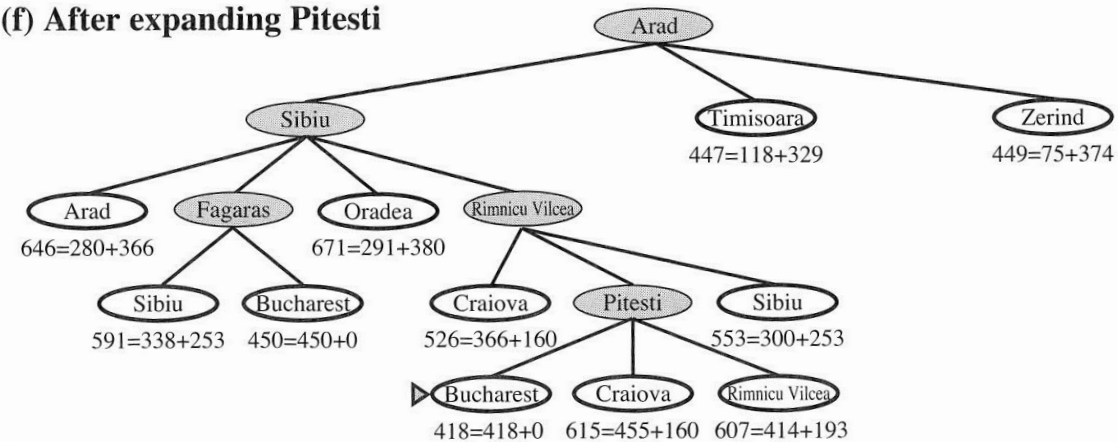 (f) After expanding Pitesti
Arad
Sibiu
Timisoara
Zerind
447=118+329
449=75+374
Arad
Fagaras
Oradea
Rimnicu Vilcea
646=280+366
671=291+380
Sibiu
Bucharest
Craiova
Pitesti
Sibiu
591=338+253
450=450+0
526=366+160
553=300+253
Bucharest
Craiova
Rimnicu Vilcea
418=418+0
615=455+160
607=414+193